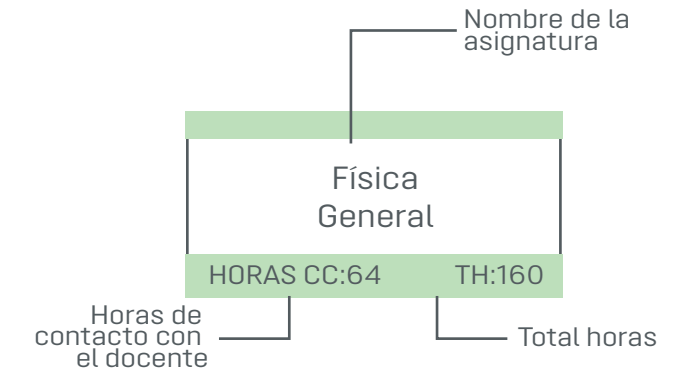 Nombre de la
asignatura
Física
General
HORAS CC:64 TH:160
Horas de
contacto con
el docente
Total horas